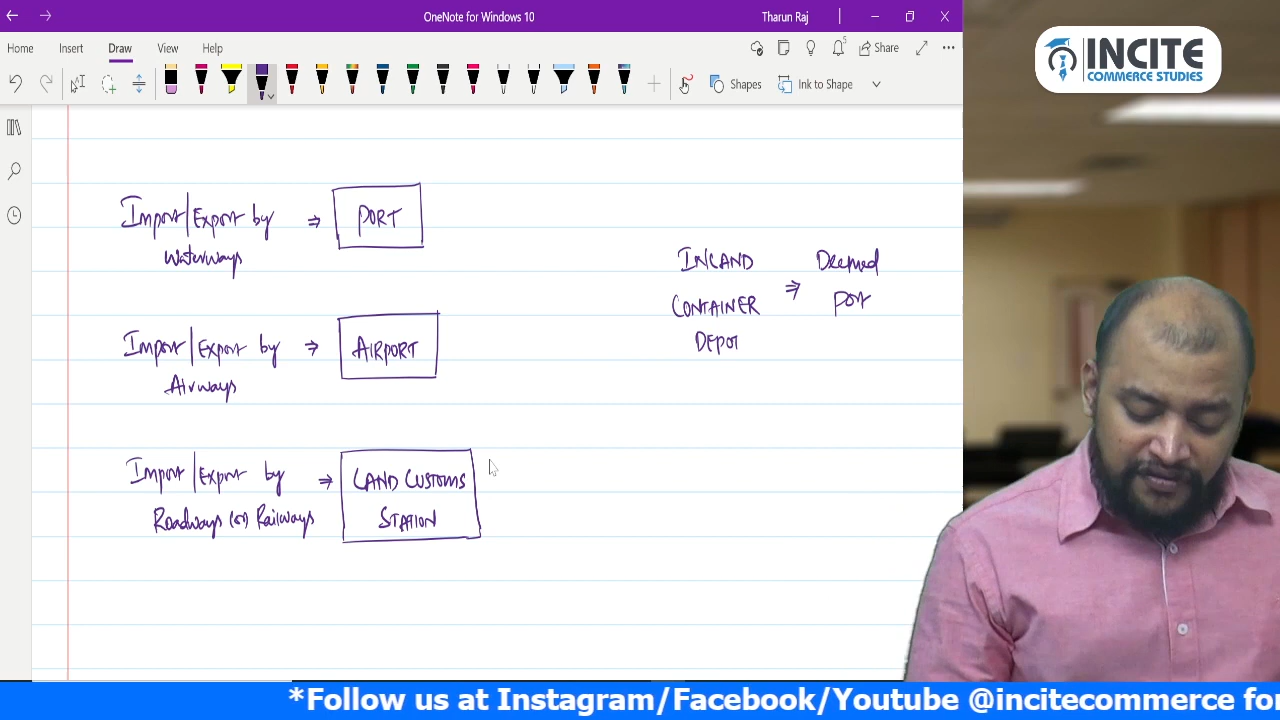 OneNote for Windows 10
Tharun Raj
Home Insert Draw View Help
5
Share
Shapes
Ink to Shape
INCITE
COMMERCE STUDIES
Import/Export by ⇒ PORT
Waterways
Import/Export by ⇒ AIRPORT
Airways
Import/Export by ⇒ LAND CUSTOMS
Roadways (or) Railways STATION
INLAND ⇒ Deemed
CONTAINER Port
DEPOT
*Follow us at Instagram/Facebook/Youtube @incitecommerce for